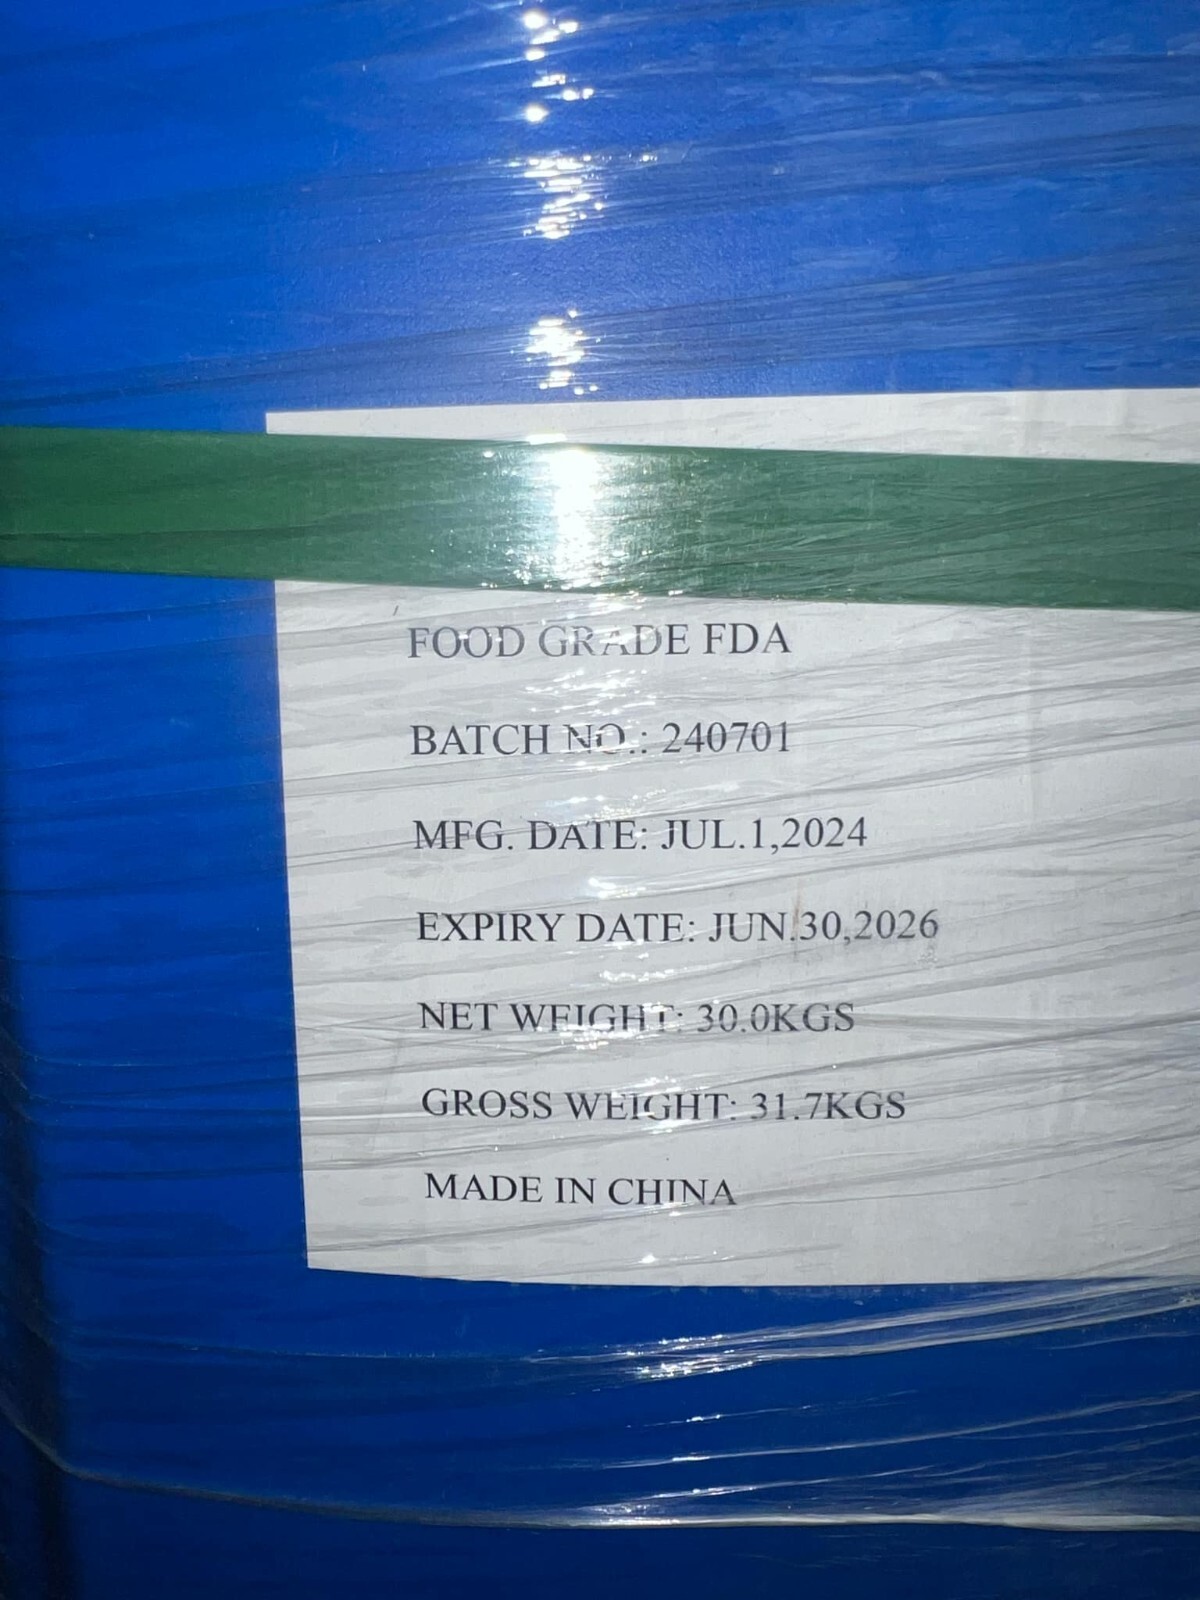 FOOD GRADE FDA
BATCH NO.: 240701
MFG. DATE: JUL.1,2024
EXPIRY DATE: JUN.30,2026
NET WEIGHT: 30.0KGS
GROSS WEIGHT: 31.7KGS
MADE IN CHINA